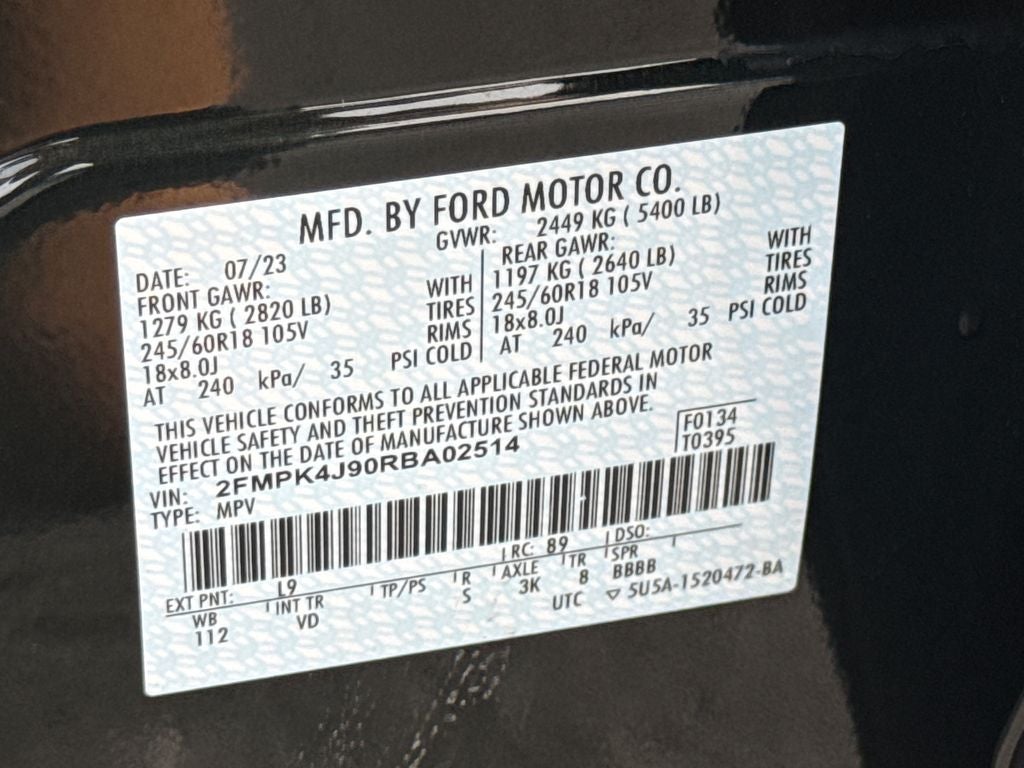 MFD. BY FORD MOTOR CO.
DATE: 07/23 GVWR: 2449 KG ( 5400 LB)
FRONT GAWR: REAR GAWR:
1279 KG ( 2820 LB) WITH 1197 KG ( 2640 LB) WITH
245/60R18 105V TIRES 245/60R18 105V TIRES
18x8.0J RIMS 18x8.0J RIMS
AT 240 kPa/ 35 PSI COLD AT 240 kPa/ 35 PSI COLD
THIS VEHICLE CONFORMS TO ALL APPLICABLE FEDERAL MOTOR
VEHICLE SAFETY AND THEFT PREVENTION STANDARDS IN
EFFECT ON THE DATE OF MANUFACTURE SHOWN ABOVE.
VIN: 2FMPK4J90RBA02514 F0134
TYPE: MPV T0395
EXT PNT: L9 RC: 89 DSO:
WB INT TR TP/PS R AXLE TR SPR
112 VD S 3K 8 BBBB
UTC ▽ 5U5A-1520472-BA